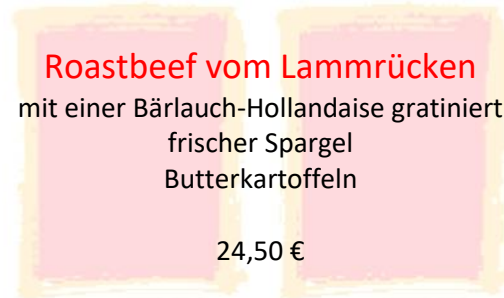 Roastbeef vom Lammrücken
mit einer Bärlauch-Hollandaise gratiniert
frischer Spargel
Butterkartoffeln
24,50 €